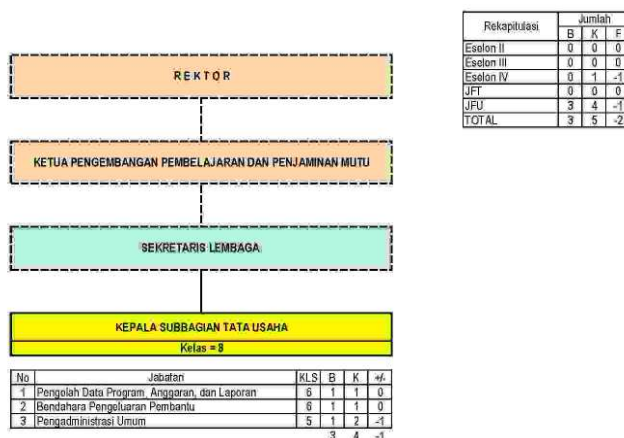 Rekapitulasi Jumlah
B K F
Eselon II 0 0 0
Eselon III 0 0 0
Eselon IV 0 1 -1
JFT 0 0 0
JFU 3 4 -1
TOTAL 3 5 -2
REKTOR
KETUA PENGEMBANGAN PEMBELAJARAN DAN PENJAMINAN MUTU
SEKRETARIS LEMBAGA
KEPALA SUBBAGIAN TATA USAHA
Kelas = 8
No Jabatan KLS B K +/-
1 Pengolah Data Program, Anggaran, dan Laporan 6 1 1 0
2 Bendahara Pengeluaran Pembantu 6 1 1 0
3 Pengadministrasi Umum 5 1 2 -1
3 4 -1